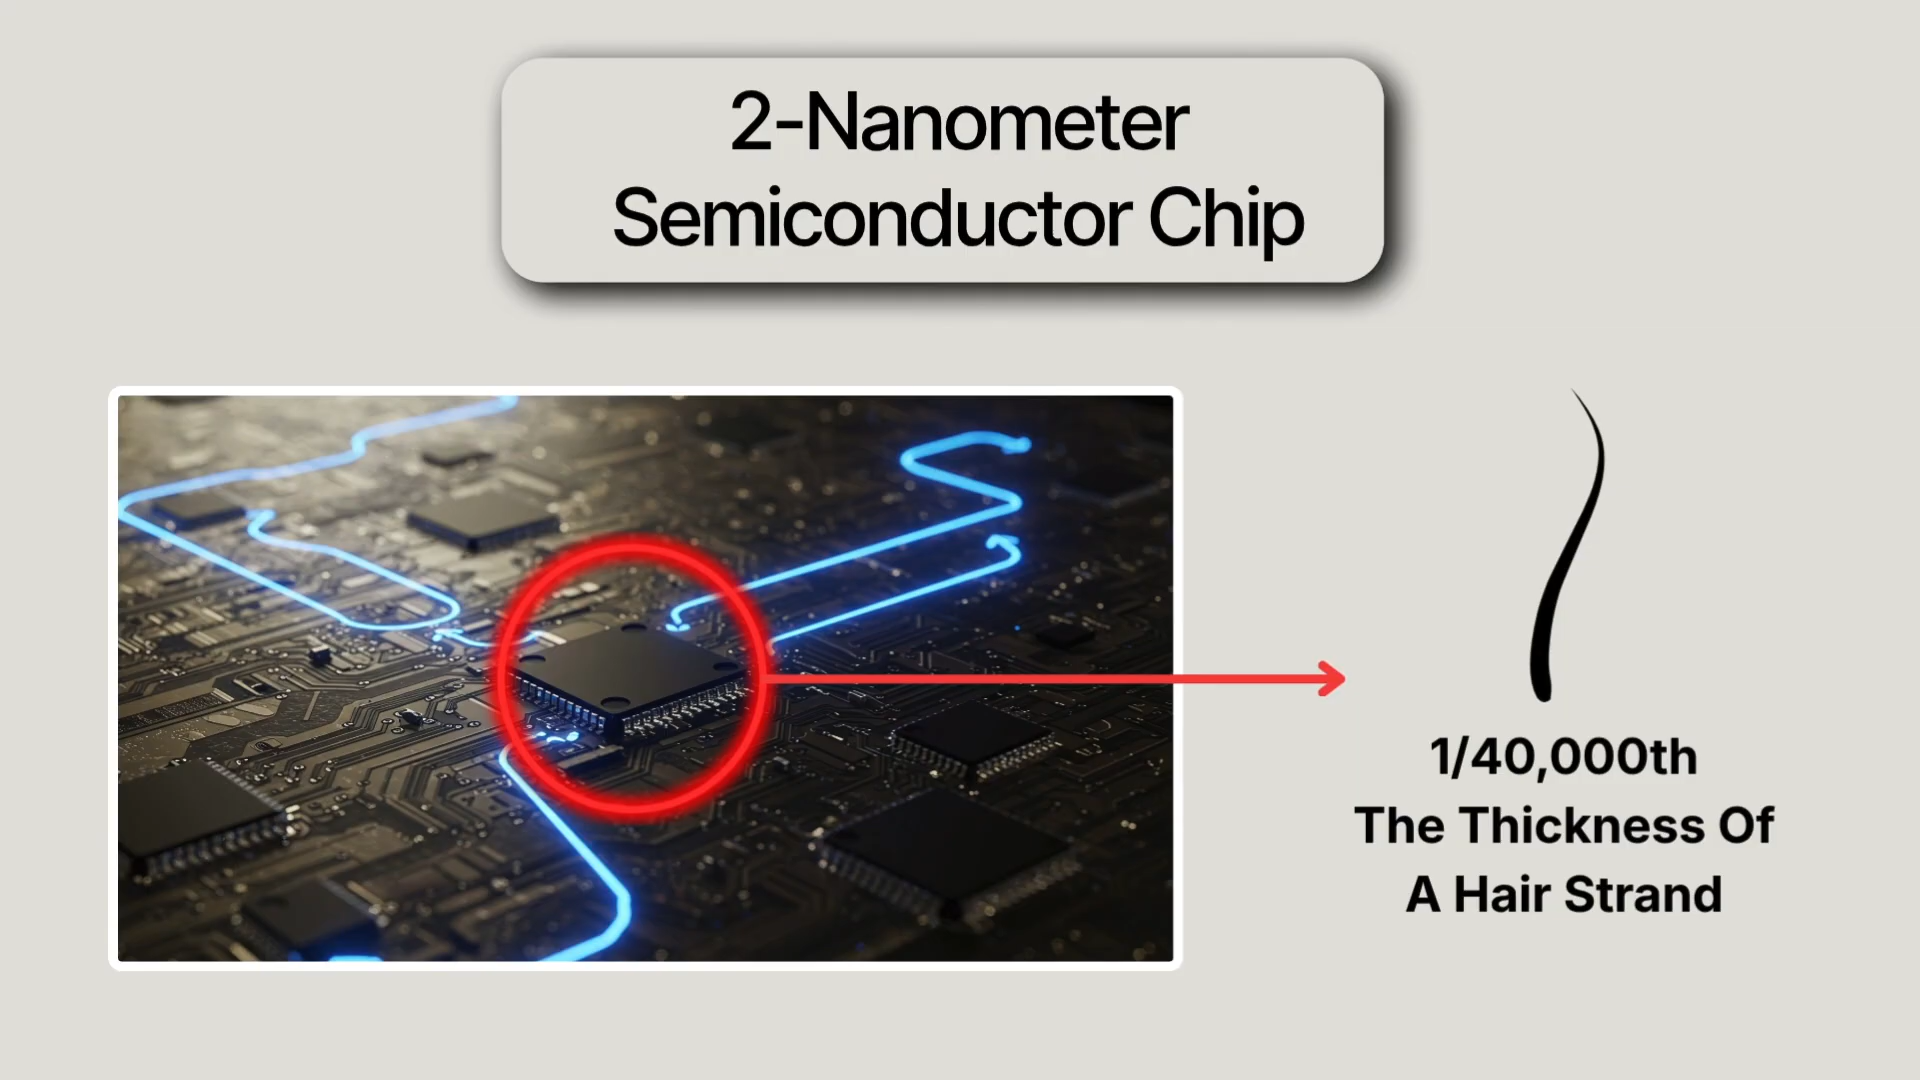 2-Nanometer
Semiconductor Chip
1/40,000th
The Thickness Of
A Hair Strand